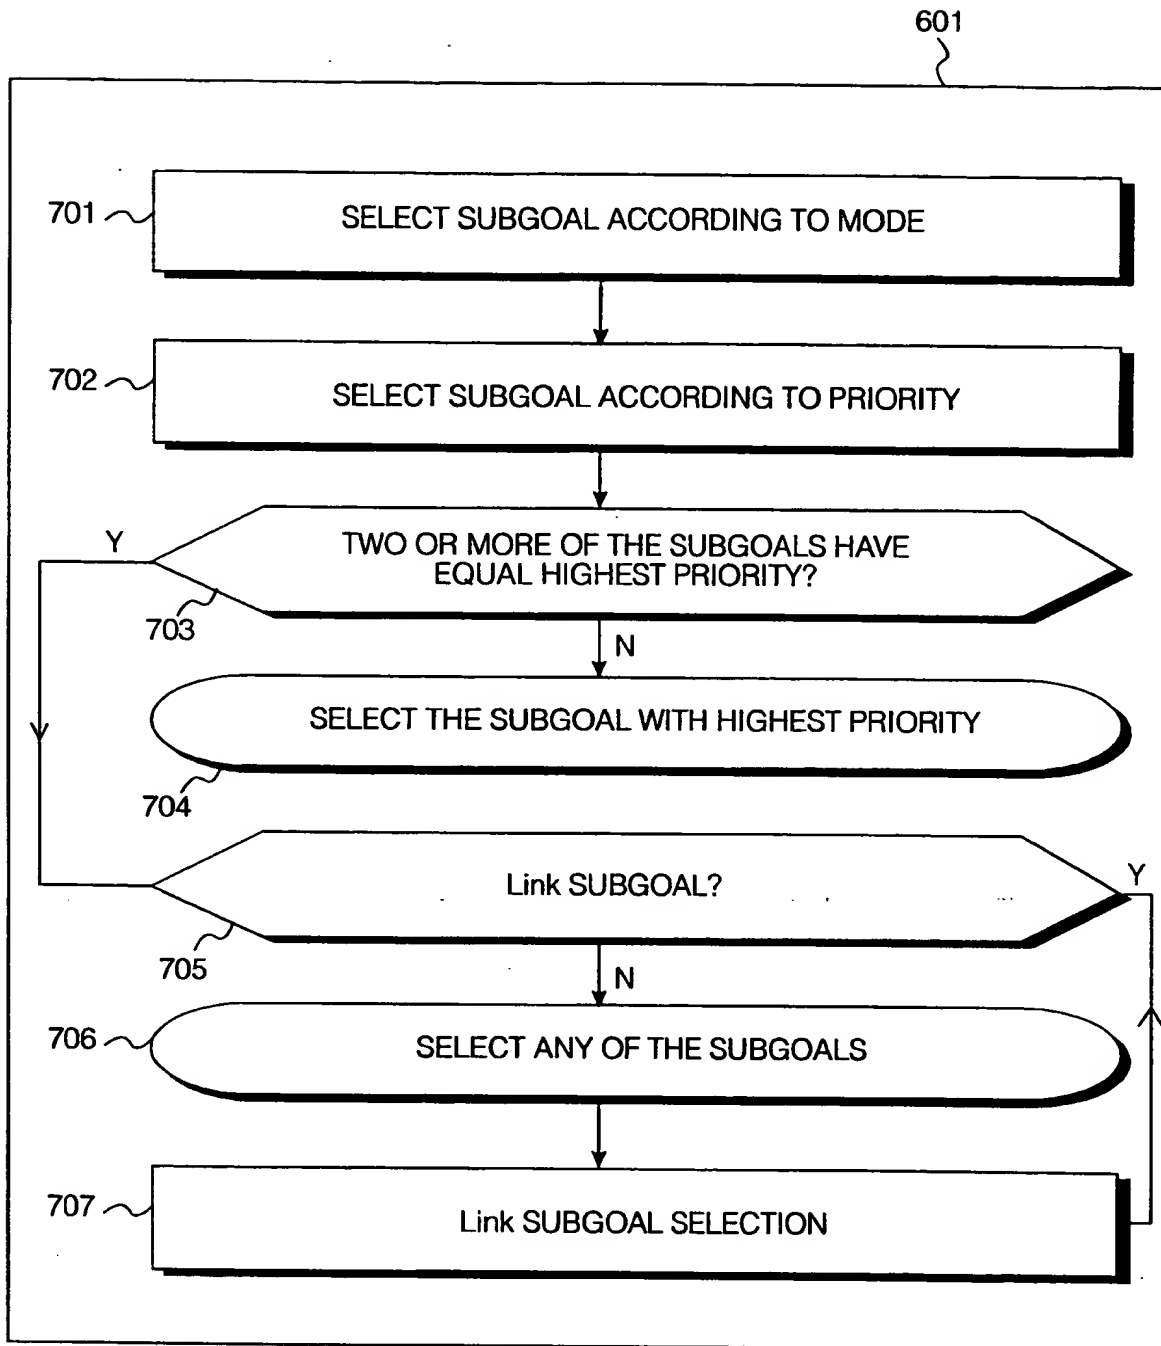 601
701
SELECT SUBGOAL ACCORDING TO MODE
702
SELECT SUBGOAL ACCORDING TO PRIORITY
Y
TWO OR MORE OF THE SUBGOALS HAVE
EQUAL HIGHEST PRIORITY?
703
N
SELECT THE SUBGOAL WITH HIGHEST PRIORITY
704
Link SUBGOAL?
Y
705
N
706
SELECT ANY OF THE SUBGOALS
707
Link SUBGOAL SELECTION